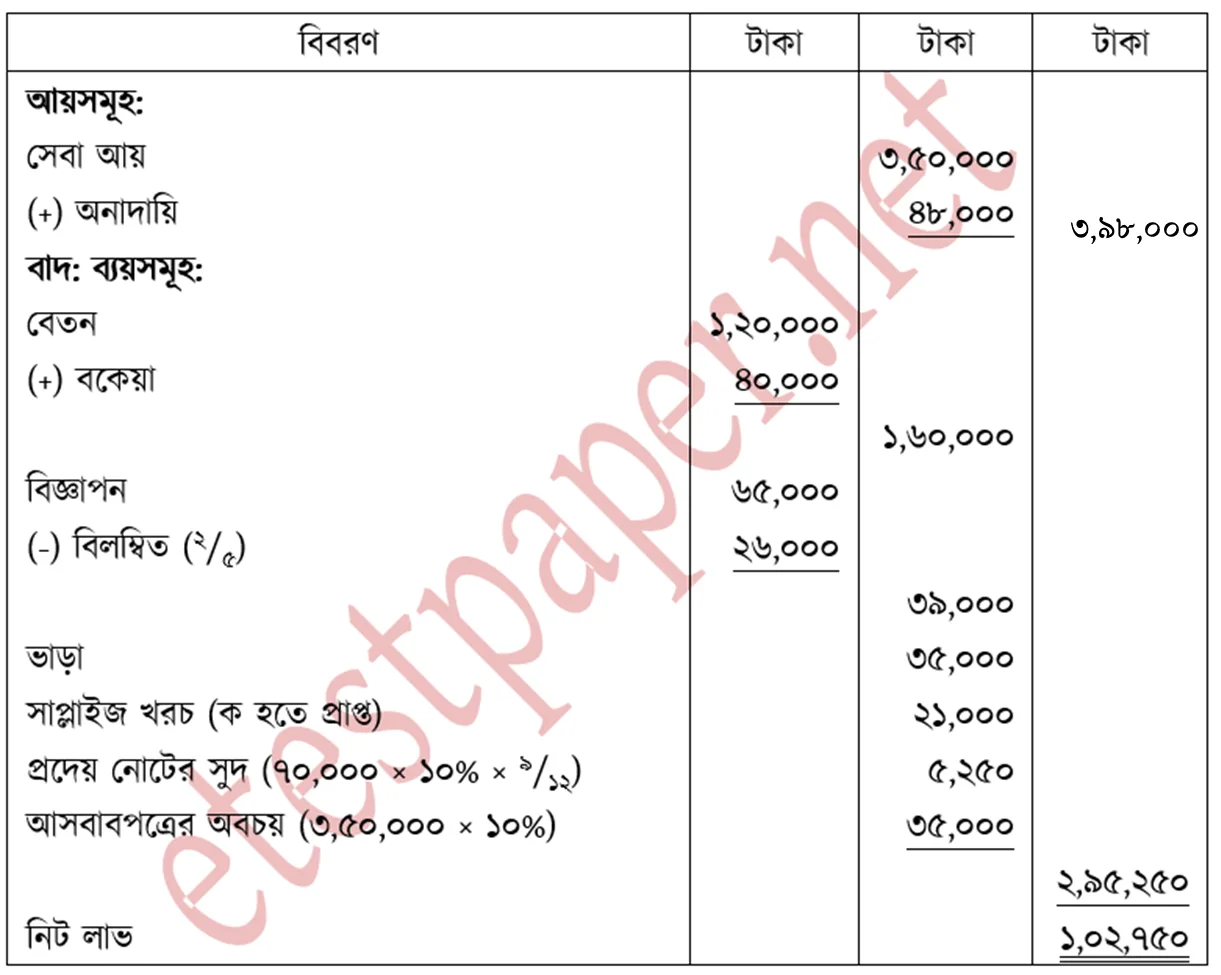 বিবরণ টাকা টাকা টাকা
আয়সমূহ:
সেবা আয় ৩,৫০,০০০
(+) অনাদায়ি ৪৮,০০০ ৩,৯৮,০০০
বাদ: ব্যয়সমূহ:
বেতন ১,২০,০০০
(+) বকেয়া ৪০,০০০
১,৬০,০০০
বিজ্ঞাপন ৬৫,০০০
(-) বিলম্বিত (২/৫) ২৬,০০০
৩৯,০০০
ভাড়া ৩৫,০০০
সাপ্লাইজ খরচ (ক হতে প্রাপ্ত) ২১,০০০
প্রদেয় নোটের সুদ (৭০,০০০ × ১০% × ৯/১২) ৫,২৫০
আসবাবপত্রের অবচয় (৩,৫০,০০০ × ১০%) ৩৫,০০০
২,৯৫,২৫০
নিট লাভ ১,০২,৭৫০
etestpaper.net